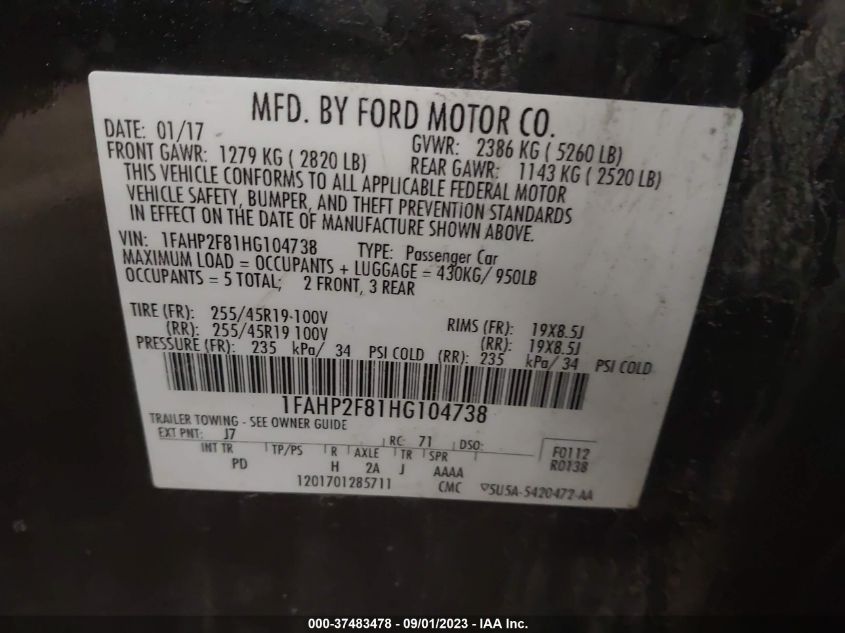 MFD. BY FORD MOTOR CO.
DATE: 01/17
GVWR: 2386 KG ( 5260 LB)
FRONT GAWR: 1279 KG ( 2820 LB)
REAR GAWR: 1143 KG ( 2520 LB)
THIS VEHICLE CONFORMS TO ALL APPLICABLE FEDERAL MOTOR
VEHICLE SAFETY, BUMPER, AND THEFT PREVENTION STANDARDS
IN EFFECT ON THE DATE OF MANUFACTURE SHOWN ABOVE.
VIN: 1FAHP2F81HG104738 TYPE: Passenger Car
MAXIMUM LOAD = OCCUPANTS + LUGGAGE = 430KG/ 950LB
OCCUPANTS = 5 TOTAL; 2 FRONT, 3 REAR
TIRE (FR): 255/45R19-100V RIMS (FR): 19X8.5J
(RR): 255/45R19 100V (RR): 19X8.5J
PRESSURE (FR): 235 kPa/ 34 PSI COLD (RR): 235 kPa/ 34 PSI COLD
1FAHP2F81HG104738
TRAILER TOWING - SEE OWNER GUIDE
EXT PNT: J7 RC: 71 DSO: F0112
INT TR TP/PS R AXLE TR SPR R0138
PD H 2A J AAAA
1201701285711 CMC ▽5U5A-5420472-AA
000-37483478 - 09/01/2023 - IAA Inc.